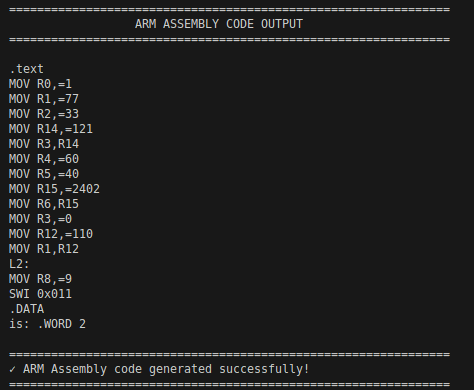 ===============================================================
ARM ASSEMBLY CODE OUTPUT
===============================================================
.text
MOV R0,=1
MOV R1,=77
MOV R2,=33
MOV R14,=121
MOV R3,R14
MOV R4,=60
MOV R5,=40
MOV R15,=2402
MOV R6,R15
MOV R3,=0
MOV R12,=110
MOV R1,R12
L2:
MOV R8,=9
SWI 0x011
.DATA
is: .WORD 2
===============================================================
✓ ARM Assembly code generated successfully!
===============================================================